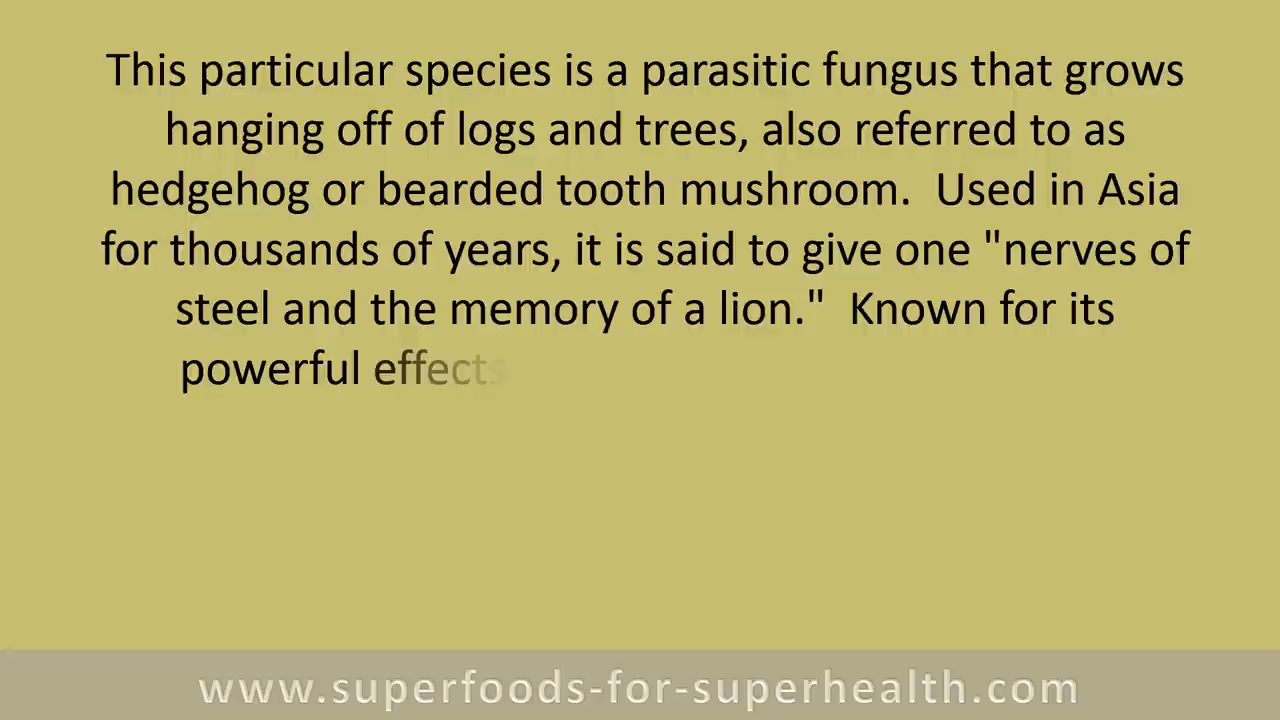 This particular species is a parasitic fungus that grows
hanging off of logs and trees, also referred to as
hedgehog or bearded tooth mushroom.  Used in Asia
for thousands of years, it is said to give one "nerves of
steel and the memory of a lion."  Known for its
powerful effects
www.superfoods-for-superhealth.com